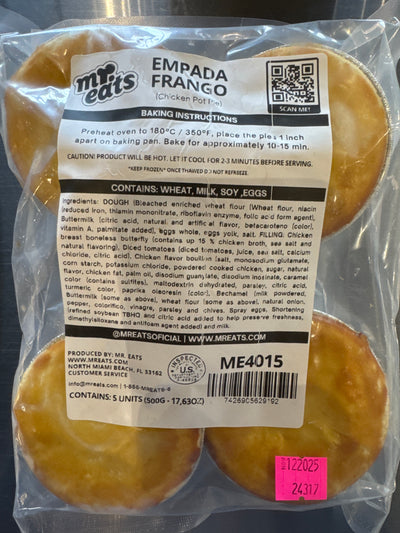 mr eats
EMPADA
FRANGO
(Chicken Pot Pie)
SCAN ME!
BAKING INSTRUCTIONS
Preheat oven to 180°C / 350°F, place the pies 1 inch
apart on baking pan. Bake for approximately 10-15 min.
CAUTION! PRODUCT WILL BE HOT. LET IT COOL FOR 2-3 MINUTES BEFORE SERVING.
*KEEP FROZEN* ONCE THAWED DO NOT REFREEZE.
CONTAINS: WHEAT, MILK, SOY ,EGGS
Ingredients: DOUGH (Bleached enriched wheat flour (Wheat flour, niacin
reduced iron, thiamin mononitrate, riboflavin enzyme, folic acid form agent),
Buttermilk (citric acid, natural and artificial flavor, betacarotene (color),
vitamin A, palmitate added), eggs whole, eggs yolk, salt. FILLING: Chicken
breast boneless butterfly (contains up 15 % chicken broth, sea salt and
natural flavoring), Diced tomatoes (diced tomatoes, juice, sea salt, calcium
chloride, citric acid), Chicken flavor bouillon (salt, monosodium glutamate,
corn starch, potassium chloride, powdered cooked chicken, sugar, natural
flavor, chicken fat, palm oil, disodium guanylate, disodium inosinate, caramel
color (contains sulfites), maltodextrin dehydrated, parsley, citric acid,
turmeric color, paprika oleoresin (color). Bechamel (milk powdered,
Buttermilk (some as above), wheat flour (some as above), natural onion,
pepper, colorifico, vinegar, parsley and chives. Spray eggs. Shortening
(refined soybean TBHQ and citric acid added to help preserve freshness,
dimethylsiloxane and antifoam agent added) and milk.
@MREATSOFICIAL | WWW.MREATS.COM
PRODUCED BY: MR. EATS
WWW.MREATS.COM
NORTH MIAMI BEACH, FL 33162
CUSTOMER SERVICE
info@mreats.com | 1-866-MREATS-8
INSPECTED
U.S.
ME4015
7426905629192
CONTAINS: 5 UNITS (500G - 17,63OZ)
122025
24317